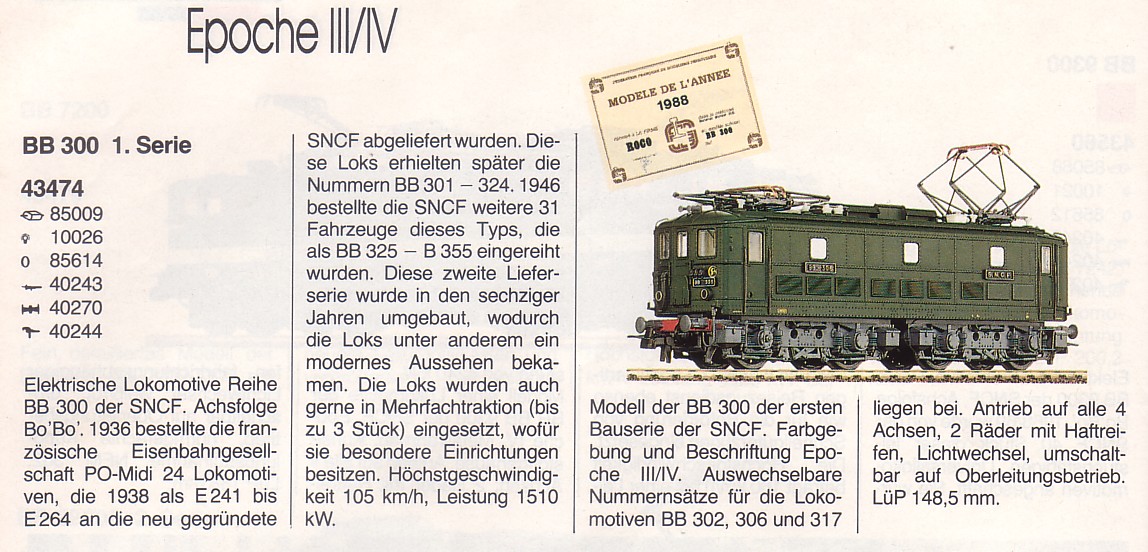 Epoche III/IV
BB 300 1. Serie
43474
85009
10026
85614
40243
40270
40244
Elektrische Lokomotive Reihe
BB 300 der SNCF. Achsfolge
Bo'Bo'. 1936 bestellte die fran-
zösische Eisenbahngesell-
schaft PO-Midi 24 Lokomoti-
ven, die 1938 als E 241 bis
E 264 an die neu gegründete
SNCF abgeliefert wurden. Die-
se Loks erhielten später die
Nummern BB 301 – 324. 1946
bestellte die SNCF weitere 31
Fahrzeuge dieses Typs, die
als BB 325 – B 355 eingereiht
wurden. Diese zweite Liefer-
serie wurde in den sechziger
Jahren umgebaut, wodurch
die Loks unter anderem ein
modernes Aussehen beka-
men. Die Loks wurden auch
gerne in Mehrfachtraktion (bis
zu 3 Stück) eingesetzt, wofür
sie besondere Einrichtungen
besitzen. Höchstgeschwindig-
keit 105 km/h, Leistung 1510
kW.
MODELE DE L'ANNEE
1988
ROCO
BB 300
Modell der BB 300 der ersten
Bauserie der SNCF. Farbge-
bung und Beschriftung Epo-
che III/IV. Auswechselbare
Nummernsätze für die Loko-
motiven BB 302, 306 und 317
liegen bei. Antrieb auf alle 4
Achsen, 2 Räder mit Haftrei-
fen, Lichtwechsel, umschalt-
bar auf Oberleitungsbetrieb.
LüP 148,5 mm.